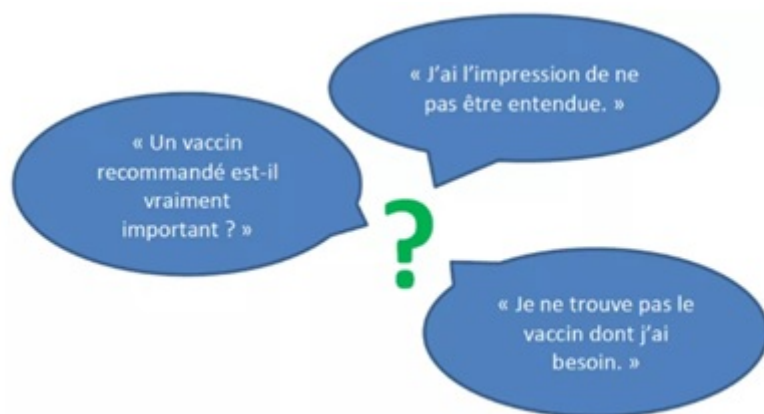 « J'ai l'impression de ne
pas être entendue. »
« Un vaccin
recommandé est-il
vraiment
important ? »
?
« Je ne trouve pas le
vaccin dont j'ai
besoin. »